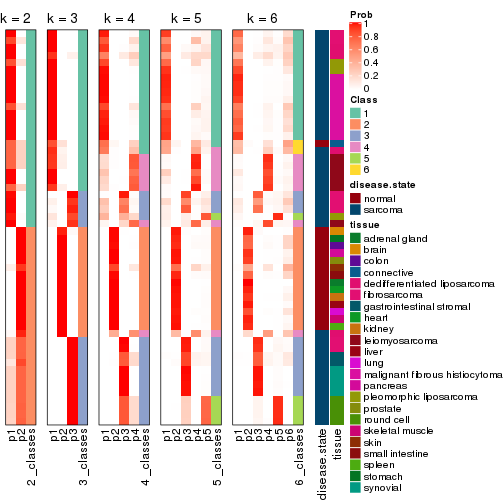 k = 2
k = 3
k = 4
k = 5
k = 6
p1
p2
2_classes
p1
p2
p3
3_classes
p1
p2
p3
p4
4_classes
p1
p2
p3
p4
p5
5_classes
p1
p2
p3
p4
p5
p6
6_classes
disease.state
tissue
Prob
1
0.8
0.6
0.4
0.2
0
Class
1
2
3
4
5
6
disease.state
normal
sarcoma
tissue
adrenal gland
brain
colon
connective
dedifferentiated liposarcoma
fibrosarcoma
gastrointestinal stromal
heart
kidney
leiomyosarcoma
liver
lung
malignant fibrous histiocytoma
pancreas
pleomorphic liposarcoma
prostate
round cell
skeletal muscle
skin
small intestine
spleen
stomach
synovial